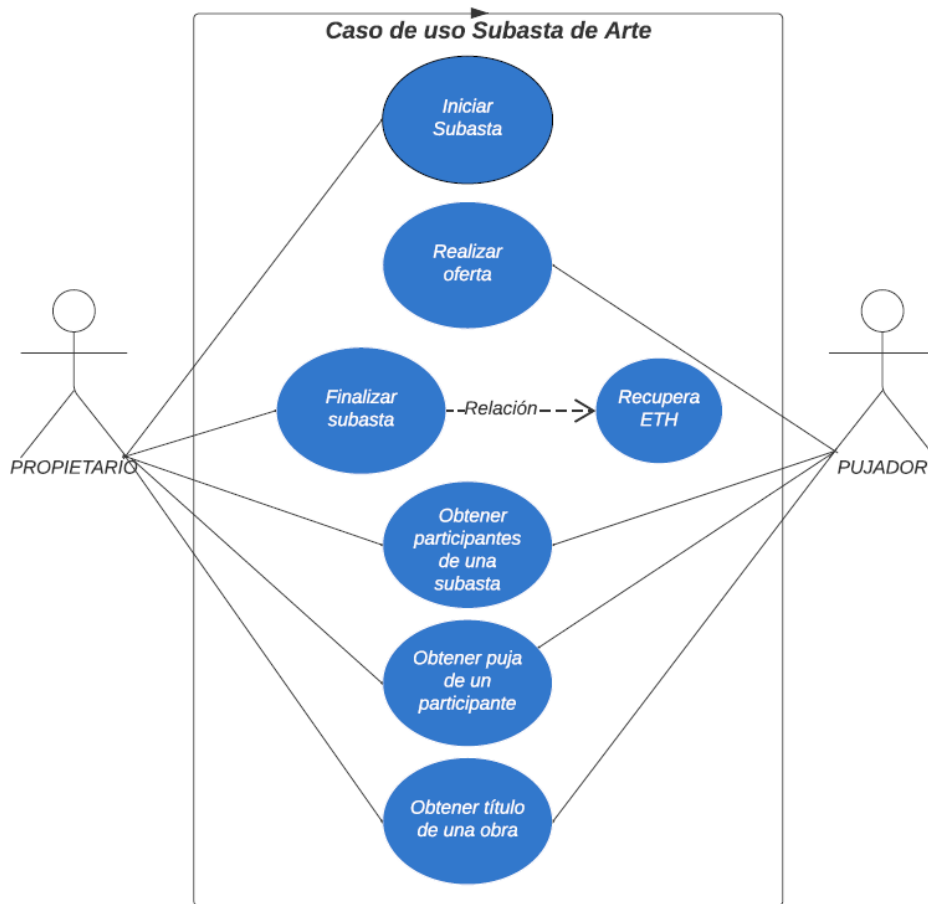 Caso de uso Subasta de Arte
Iniciar
Subasta
Realizar
oferta
Finalizar
subasta
Relación
Recupera
ETH
PROPIETARIO
PUJADOR
Obtener
participantes
de una
subasta
Obtener puja
de un
participante
Obtener título
de una obra